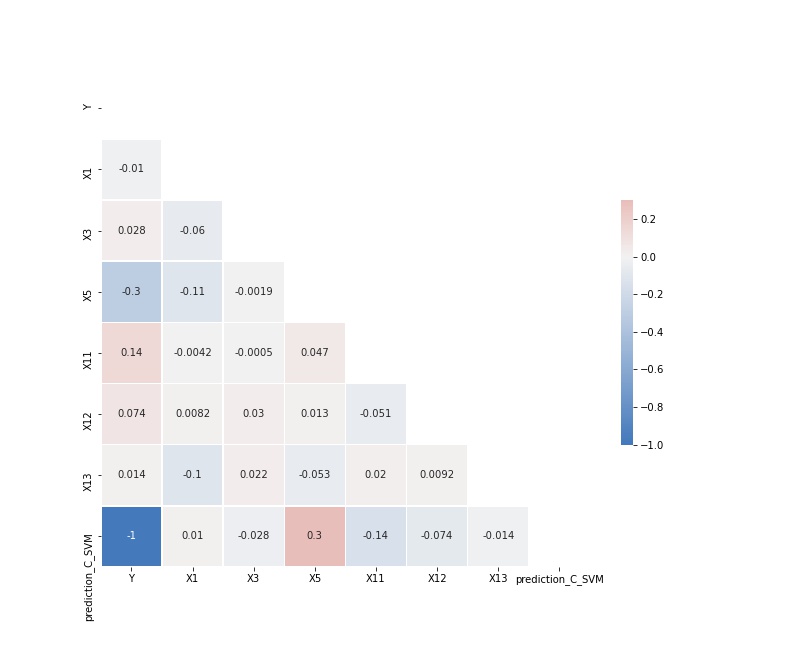 Y
X1 -0.01
X3 0.028 -0.06
X5 -0.3 -0.11 -0.0019
X11 0.14 -0.0042 -0.0005 0.047
X12 0.074 0.0082 0.03 0.013 -0.051
X13 0.014 -0.1 0.022 -0.053 0.02 0.0092
prediction_C_SVM -1 0.01 -0.028 0.3 -0.14 -0.074 -0.014
Y X1 X3 X5 X11 X12 X13 prediction_C_SVM
0.2
0.0
−0.2
−0.4
−0.6
−0.8
−1.0